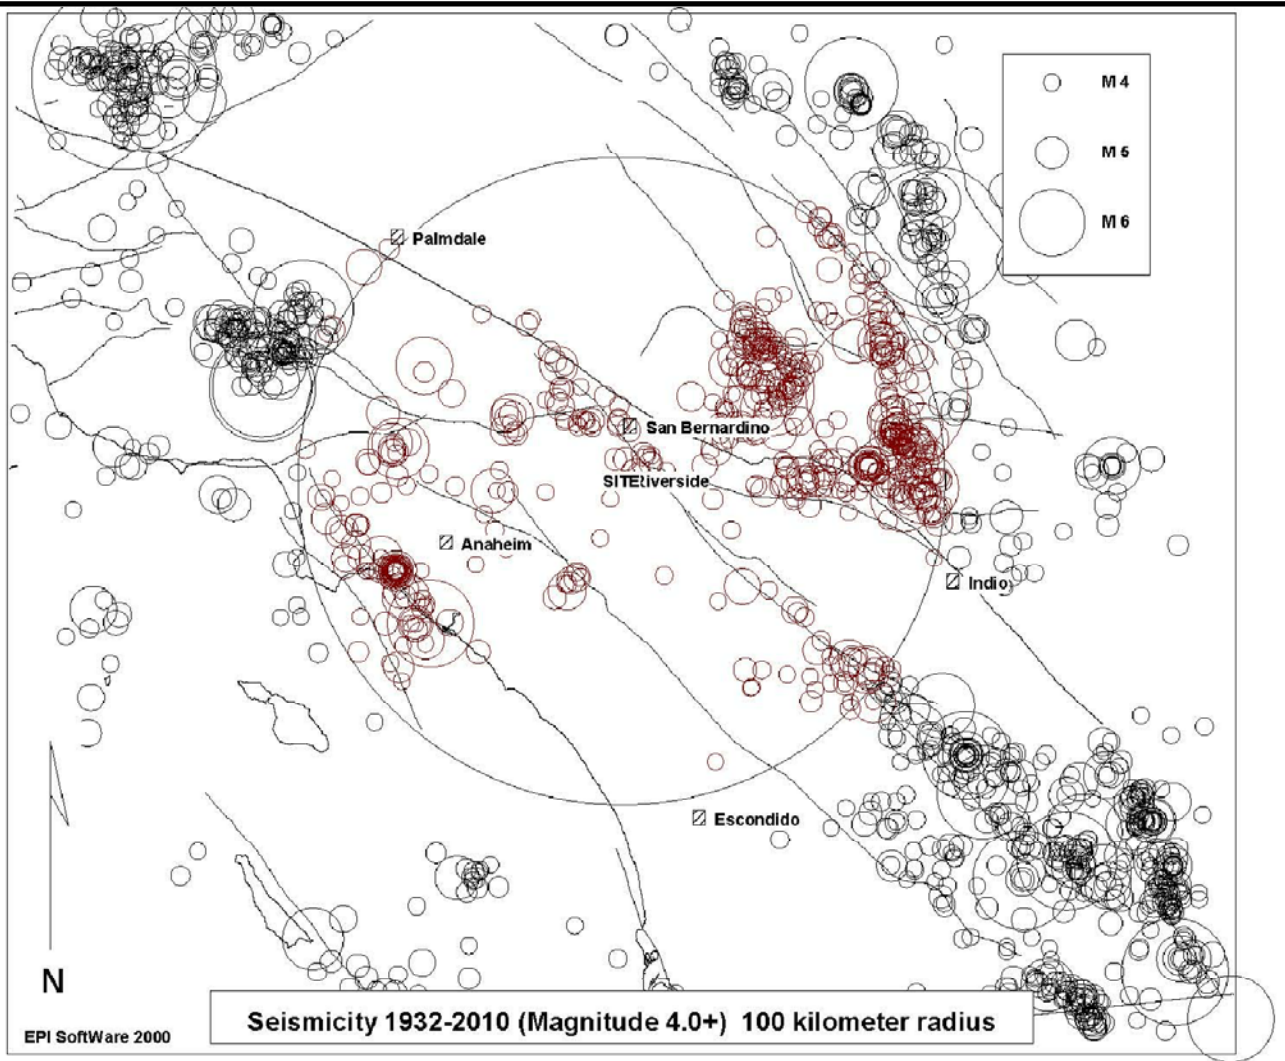 M 4
M 5
M 6
Palmdale
San Bernardino
SITERiverside
Anaheim
Indio
Escondido
N
Seismicity 1932-2010 (Magnitude 4.0+) 100 kilometer radius
EPI SoftWare 2000